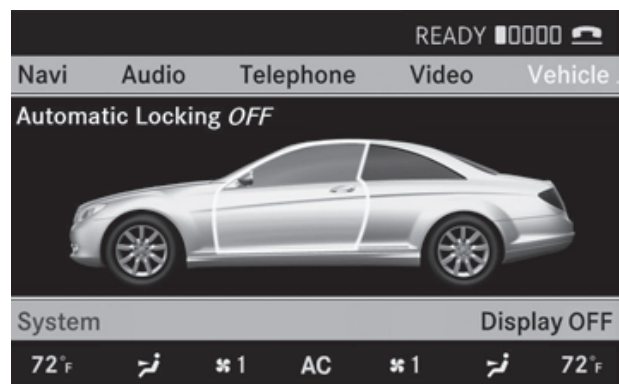 READY
Navi Audio Telephone Video Vehicle
Automatic Locking OFF
System Display OFF
72°F 1 AC 1 72°F